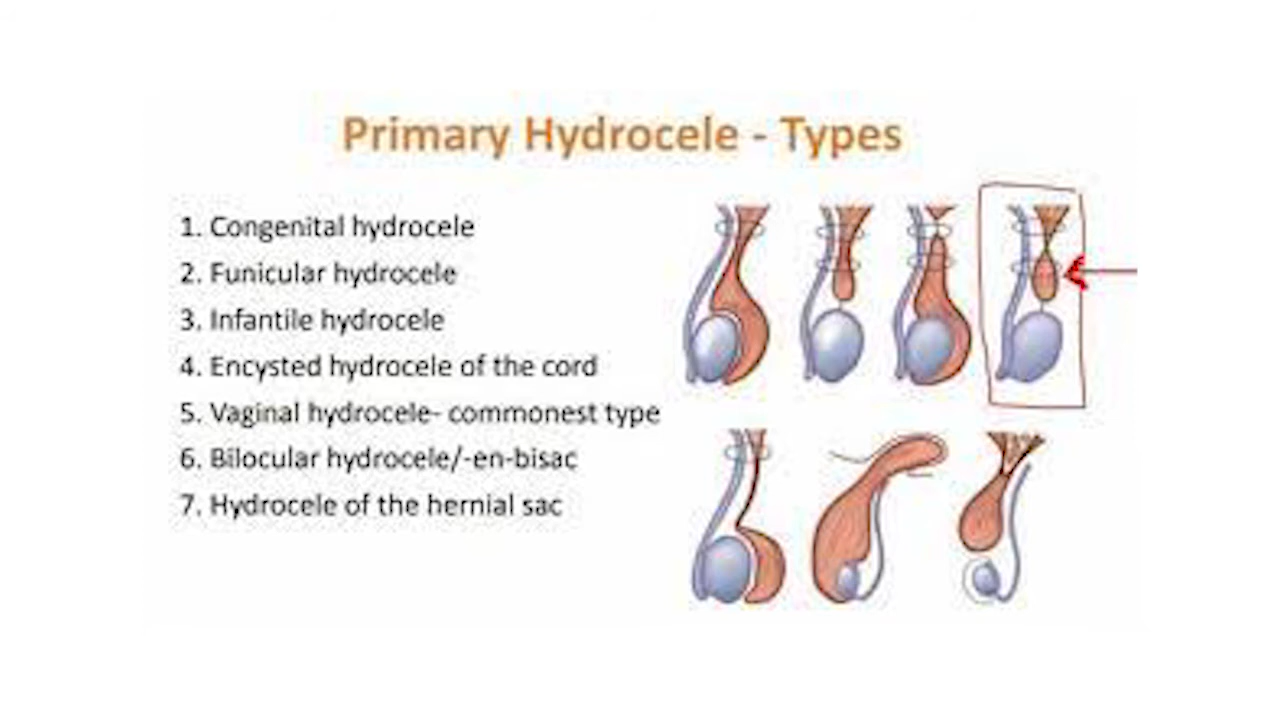 Primary Hydrocele - Types
1. Congenital hydrocele
2. Funicular hydrocele
3. Infantile hydrocele
4. Encysted hydrocele of the cord
5. Vaginal hydrocele- commonest type
6. Bilocular hydrocele/-en-bisac
7. Hydrocele of the hernial sac